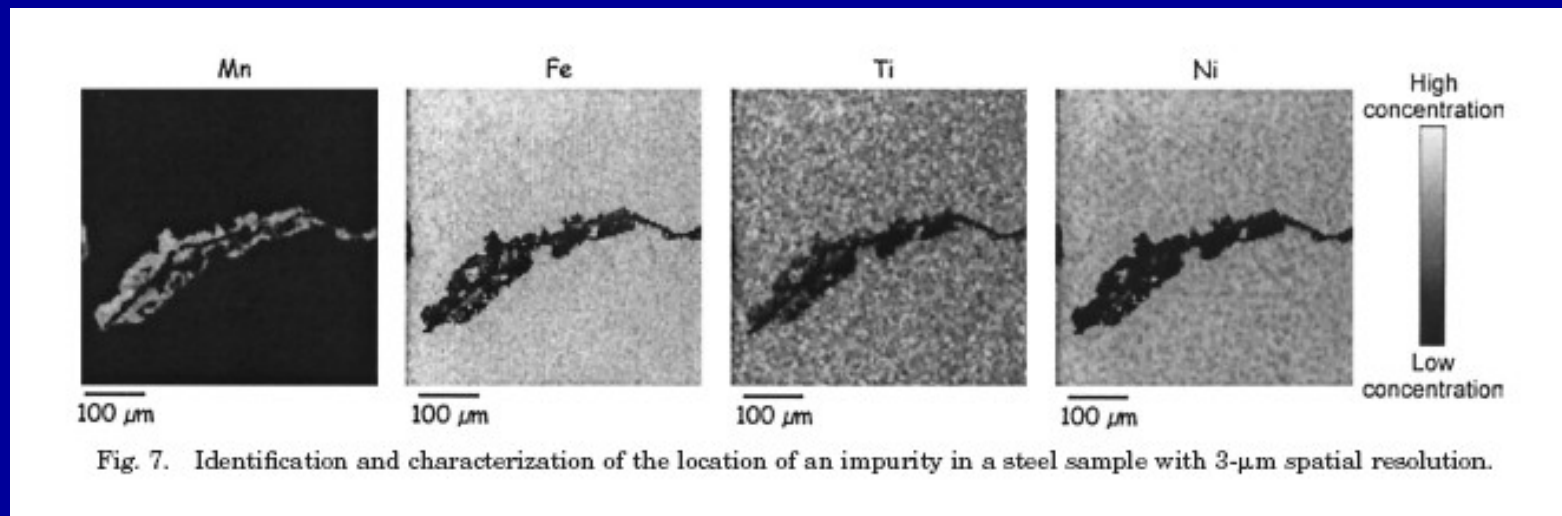 Mn Fe Ti Ni
High
concentration
Low
concentration
100 μm 100 μm 100 μm 100 μm
Fig. 7. Identification and characterization of the location of an impurity in a steel sample with 3-μm spatial resolution.